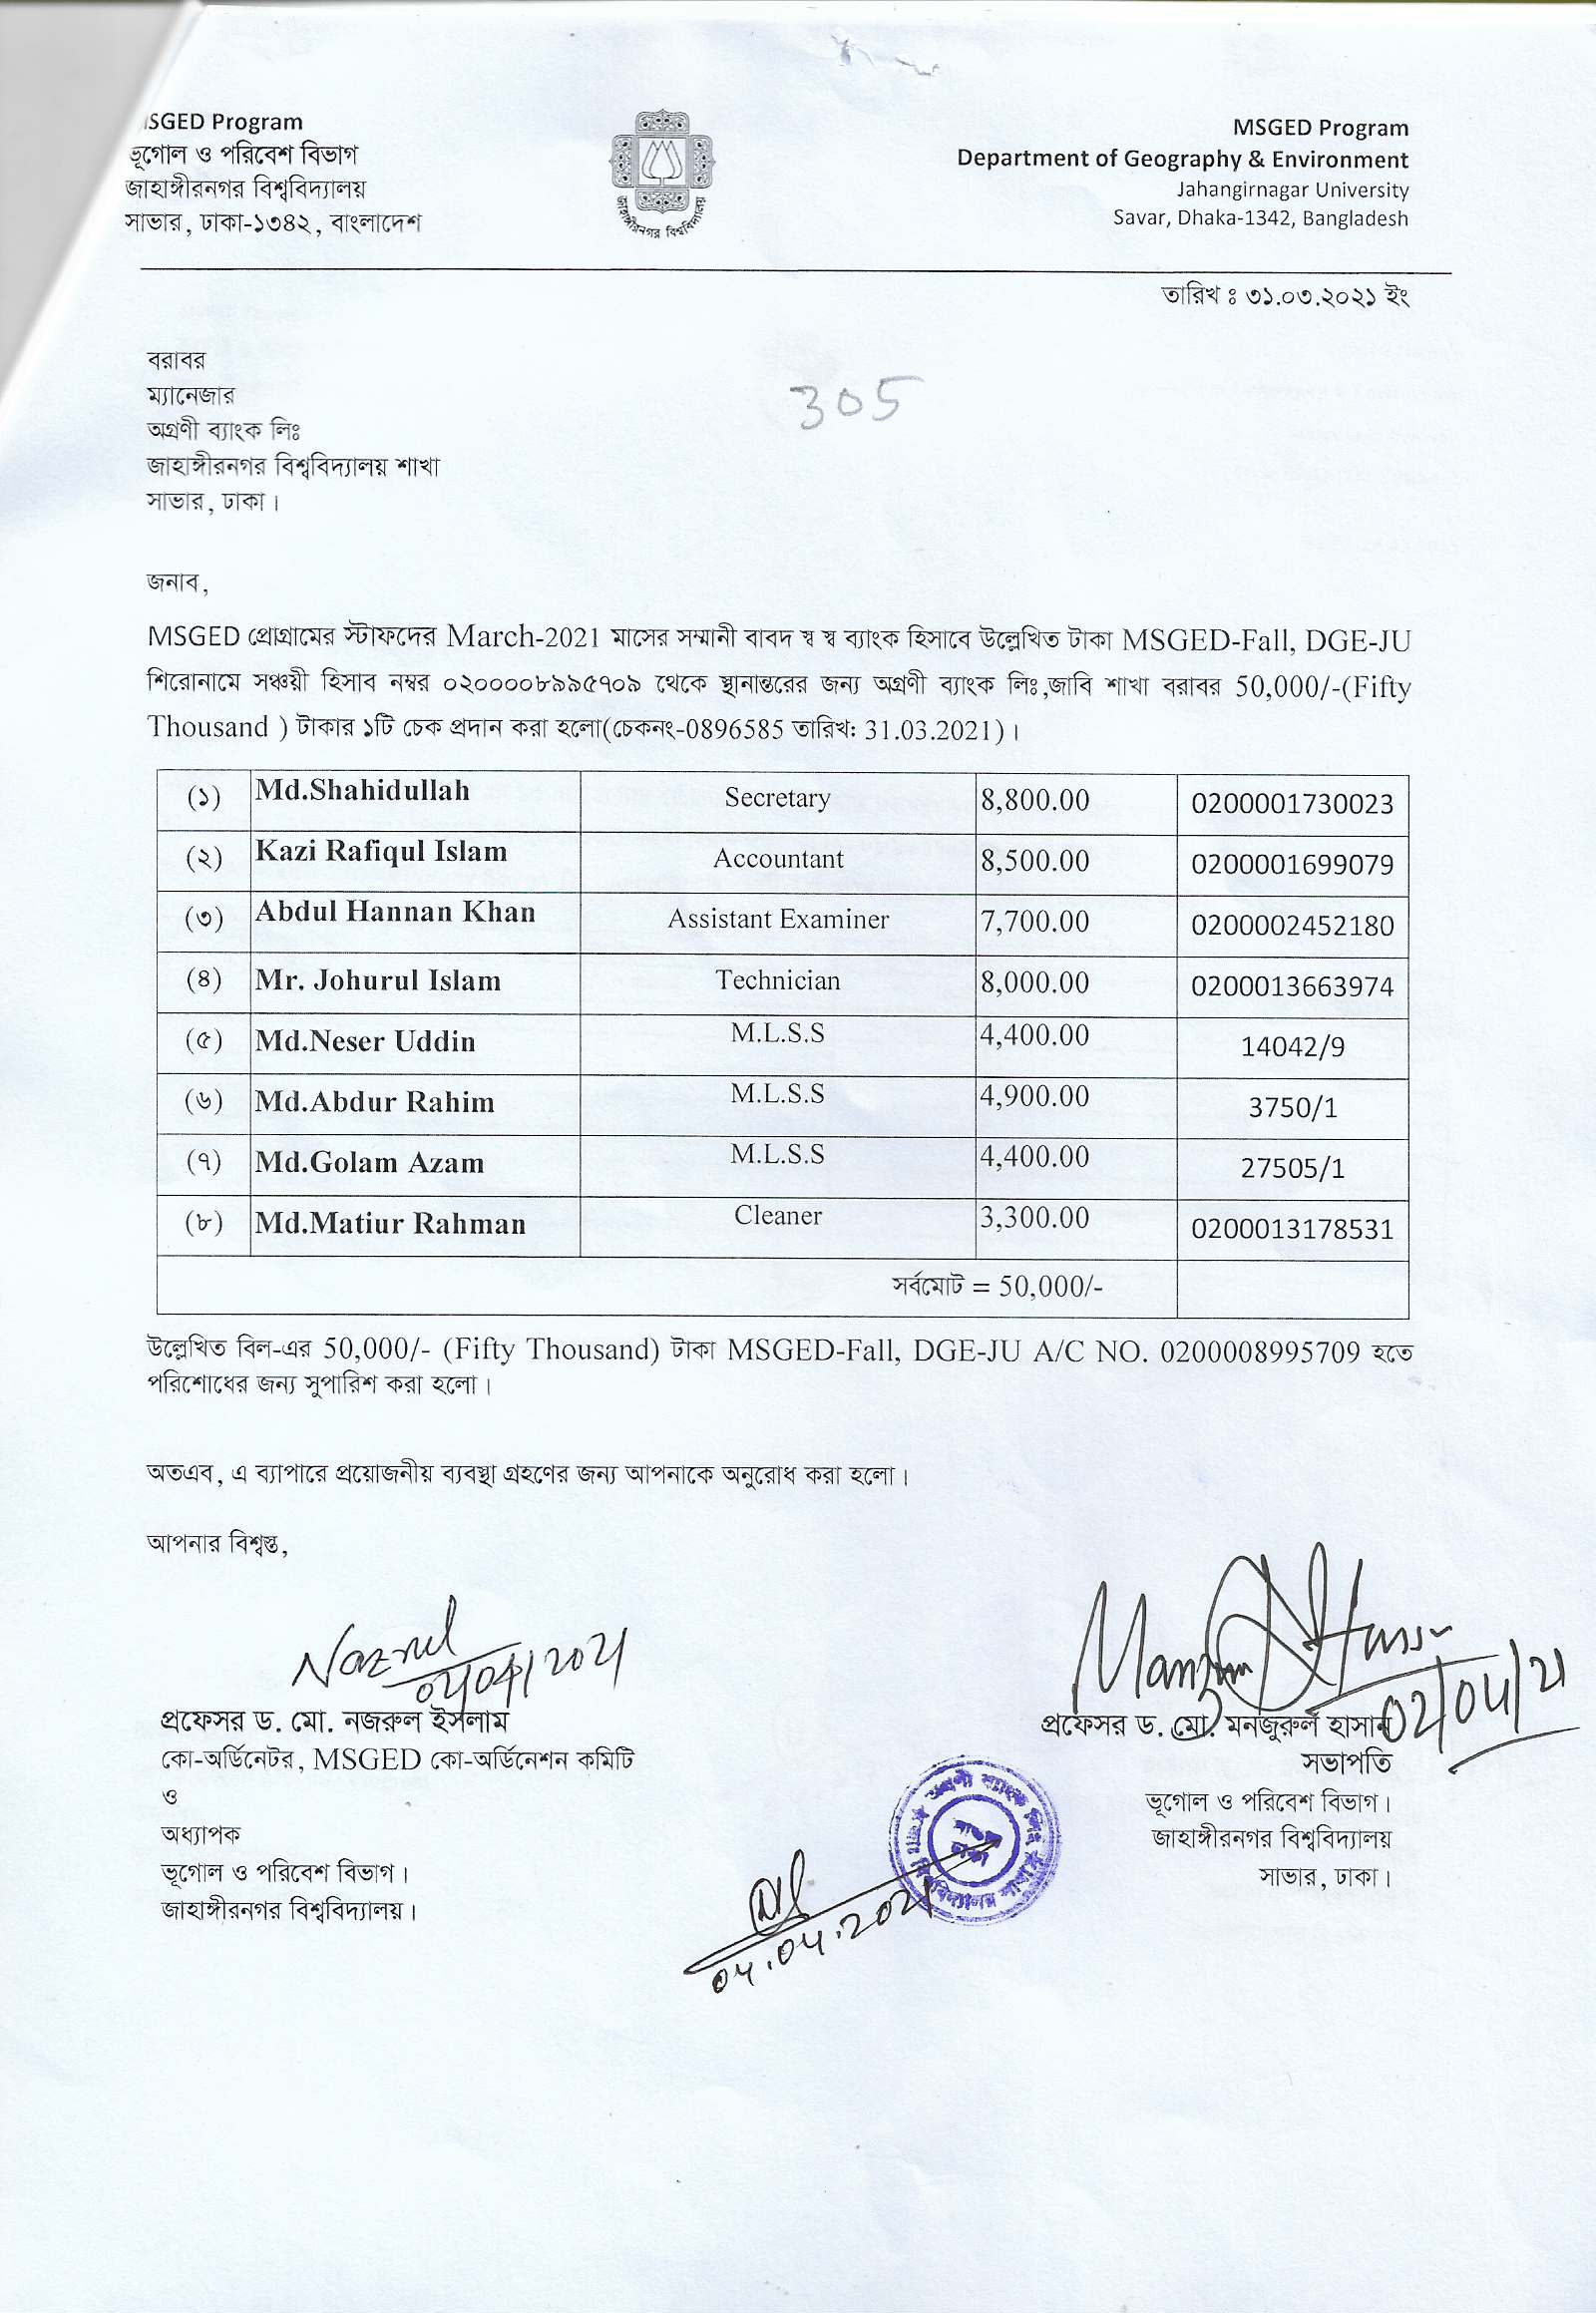 SGED Program
ভূগোল ও পরিবেশ বিভাগ
জাহাঙ্গীরনগর বিশ্ববিদ্যালয়
সাভার, ঢাকা-১৩৪২, বাংলাদেশ
জাহাঙ্গীরনগর বিশ্ববিদ্যালয়
MSGED Program
Department of Geography & Environment
Jahangirnagar University
Savar, Dhaka-1342, Bangladesh
তারিখ ঃ ৩১.০৩.২০২১ ইং
বরাবর
ম্যানেজার
305
অগ্রণী ব্যাংক লিঃ
জাহাঙ্গীরনগর বিশ্ববিদ্যালয় শাখা
সাভার, ঢাকা।
জনাব,
MSGED প্রোগ্রামের স্টাফদের March-2021 মাসের সম্মানী বাবদ স্ব স্ব ব্যাংক হিসাবে উল্লেখিত টাকা MSGED-Fall, DGE-JU
শিরোনামে সঞ্চয়ী হিসাব নম্বর ০২০০০০৮৯৯৫৭০৯ থেকে স্থানান্তরের জন্য অগ্রণী ব্যাংক লিঃ,জাবি শাখা বরাবর 50,000/-(Fifty
Thousand ) টাকার ১টি চেক প্রদান করা হলো(চেকনং-0896585 তারিখ: 31.03.2021)।
(১) Md.Shahidullah Secretary 8,800.00 0200001730023
(২) Kazi Rafiqul Islam Accountant 8,500.00 0200001699079
(৩) Abdul Hannan Khan Assistant Examiner 7,700.00 0200002452180
(৪) Mr. Johurul Islam Technician 8,000.00 0200013663974
(৫) Md.Neser Uddin M.L.S.S 4,400.00 14042/9
(৬) Md.Abdur Rahim M.L.S.S 4,900.00 3750/1
(৭) Md.Golam Azam M.L.S.S 4,400.00 27505/1
(৮) Md.Matiur Rahman Cleaner 3,300.00 0200013178531
সর্বমোট = 50,000/-
উল্লেখিত বিল-এর 50,000/- (Fifty Thousand) টাকা MSGED-Fall, DGE-JU A/C NO. 0200008995709 হতে
পরিশোধের জন্য সুপারিশ করা হলো।
অতএব, এ ব্যাপারে প্রয়োজনীয় ব্যবস্থা গ্রহণের জন্য আপনাকে অনুরোধ করা হলো।
আপনার বিশ্বস্ত,
Nazrul
02/04/2021
প্রফেসর ড. মো. নজরুল ইসলাম
কো-অর্ডিনেটর, MSGED কো-অর্ডিনেশন কমিটি
ও
অধ্যাপক
ভূগোল ও পরিবেশ বিভাগ।
জাহাঙ্গীরনগর বিশ্ববিদ্যালয়।
02/04/21
প্রফেসর ড. মো. মনজুরুল হাসান
সভাপতি
ভূগোল ও পরিবেশ বিভাগ।
জাহাঙ্গীরনগর বিশ্ববিদ্যালয়
সাভার, ঢাকা।
অগ্রণী ব্যাংক লিঃ
সাভার
ঢাকা
04.04.2021